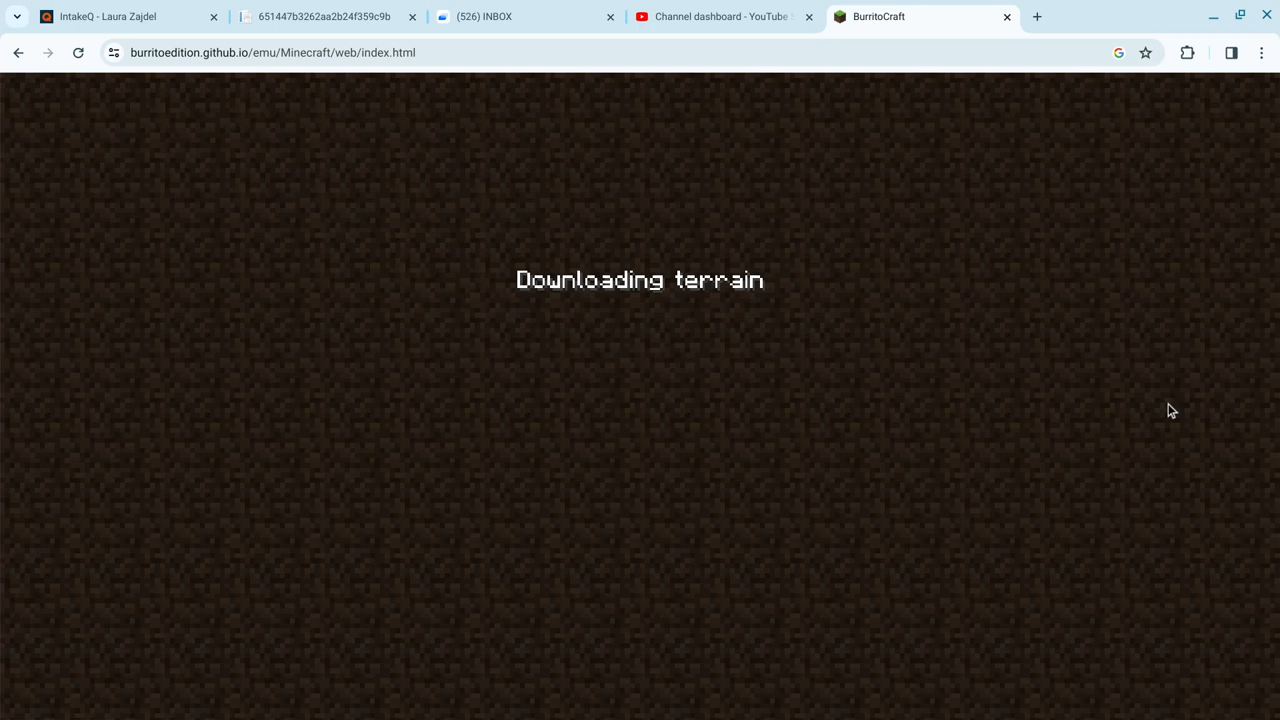 IntakeQ - Laura Zajdel
651447b3262aa2b24f359c9b
(526) INBOX
Channel dashboard - YouTube
BurritoCraft
burritoedition.github.io/emu/Minecraft/web/index.html
Downloading terrain